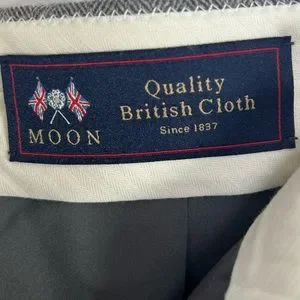 MOON
Quality
British Cloth
Since 1837